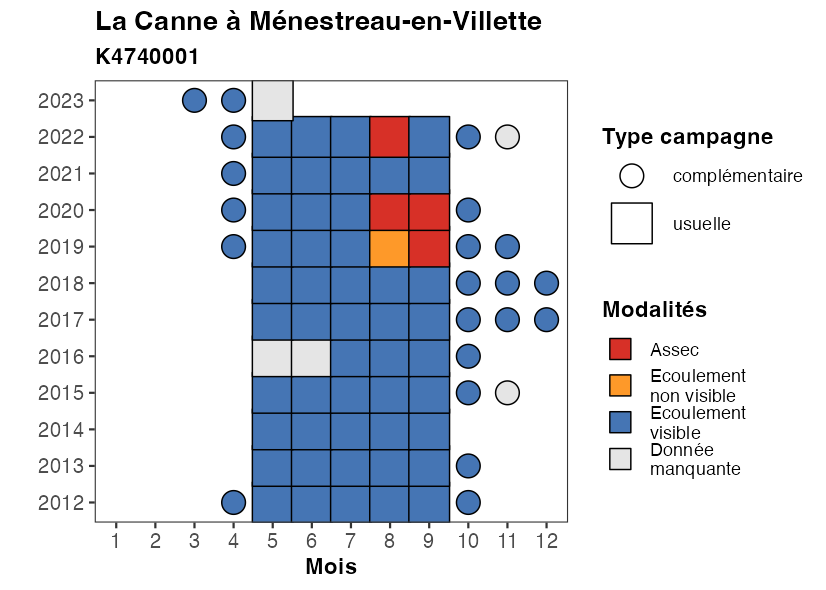 La Canne à Ménestreau-en-Villette
K4740001
2023
2022
2021
2020
2019
2018
2017
2016
2015
2014
2013
2012
1 2 3 4 5 6 7 8 9 10 11 12
Mois
Type campagne
complémentaire
usuelle
Modalités
Assec
Ecoulement
non visible
Ecoulement
visible
Donnée
manquante